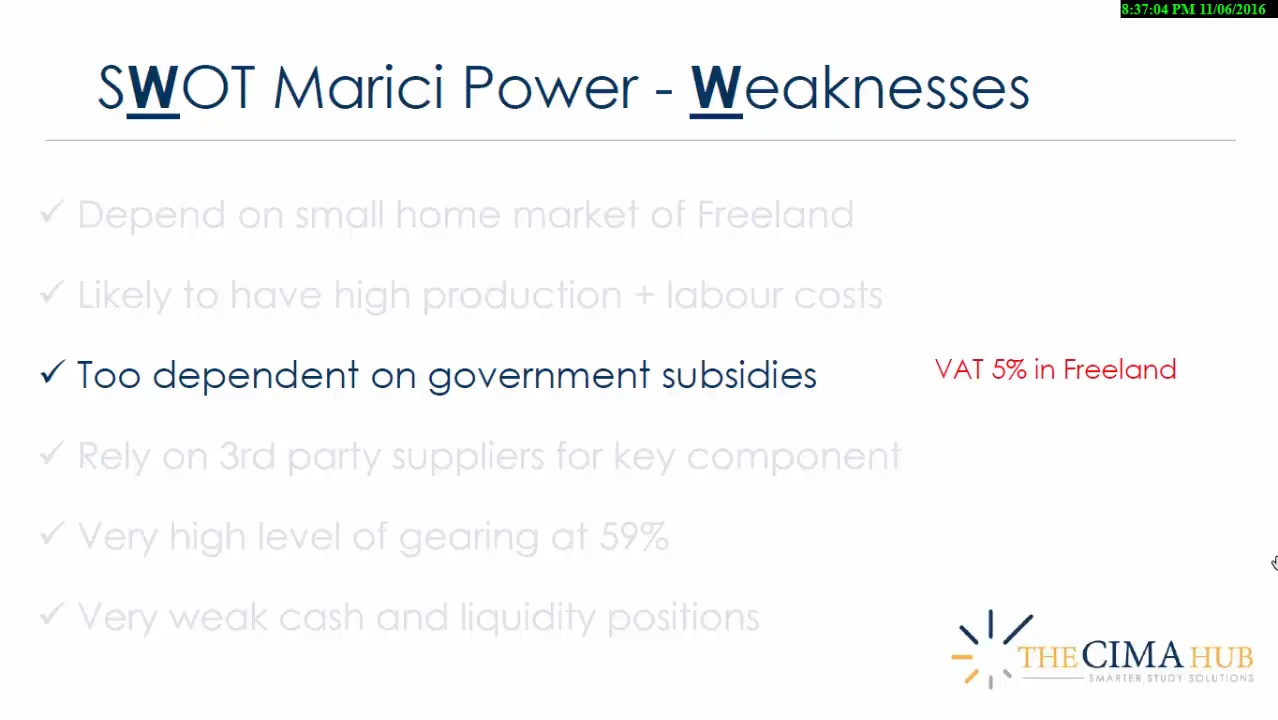 8:37:04 PM 11/06/2016
SWOT Marici Power - Weaknesses
✓ Depend on small home market of Freeland
✓ Likely to have high production + labour costs
✓ Too dependent on government subsidies
VAT 5% in Freeland
✓ Rely on 3rd party suppliers for key component
✓ Very high level of gearing at 59%
✓ Very weak cash and liquidity positions
THE CIMA HUB
SMARTER STUDY SOLUTIONS